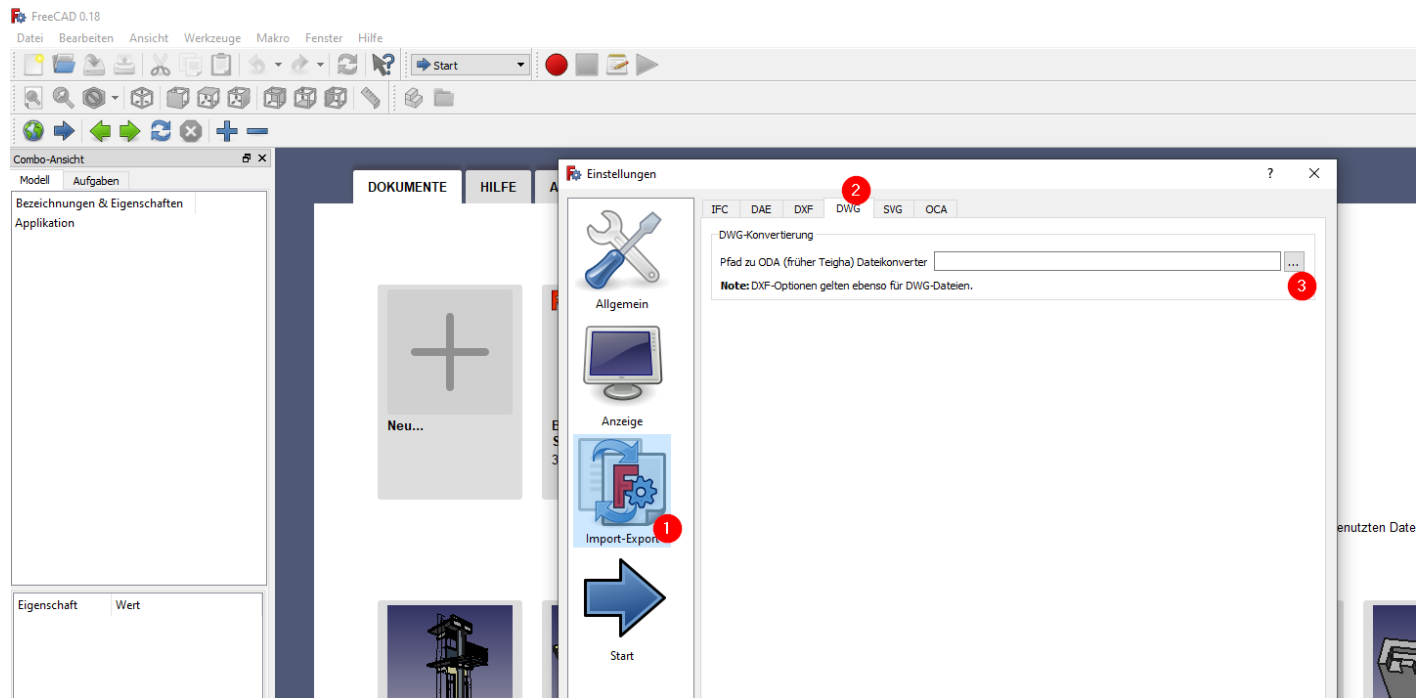 FreeCAD 0.18
Datei Bearbeiten Ansicht Werkzeuge Makro Fenster Hilfe
Start
Combo-Ansicht
Modell Aufgaben
Bezeichnungen & Eigenschaften
Applikation
Eigenschaft Wert
DOKUMENTE HILFE A
Neu...
Einstellungen
? X
2
IFC DAE DXF DWG SVG OCA
DWG-Konvertierung
Pfad zu ODA (früher Teigha) Dateikonverter ...
Note: DXF-Optionen gelten ebenso für DWG-Dateien.
3
Allgemein
Anzeige
1
Import-Export
Start
enutzten Date